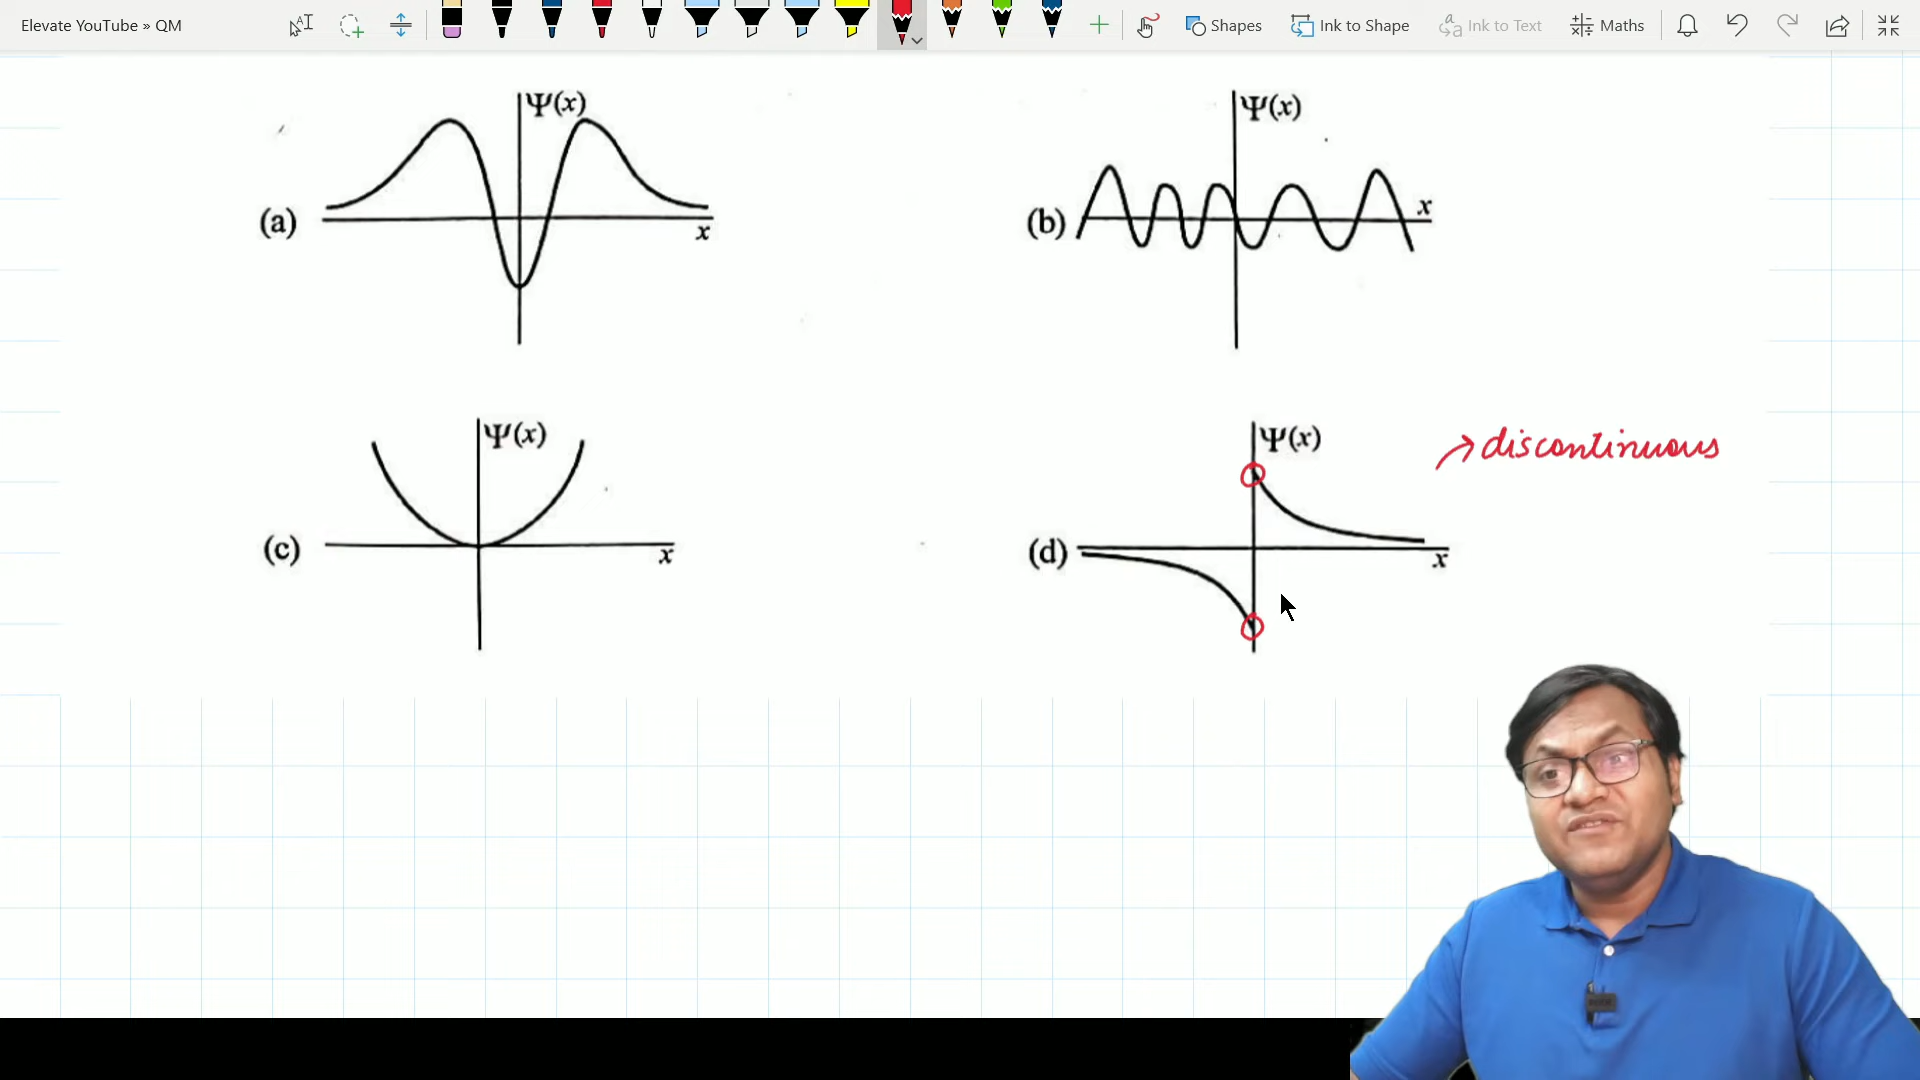 Elevate YouTube » QM
Shapes
Ink to Shape
Ink to Text
Maths
Ψ(x)
(a)
x
Ψ(x)
(b)
x
Ψ(x)
(c)
x
Ψ(x)
discontinuous
(d)
x